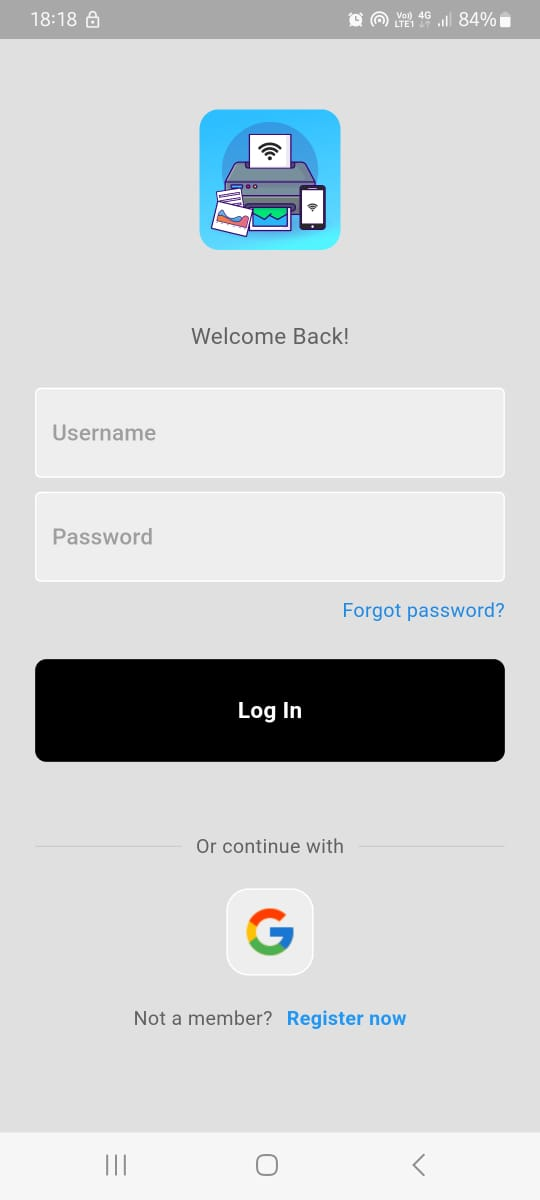 18:18
Vo) 4G
LTE1
84%
Welcome Back!
Username
Password
Forgot password?
Log In
Or continue with
G
Not a member? Register now